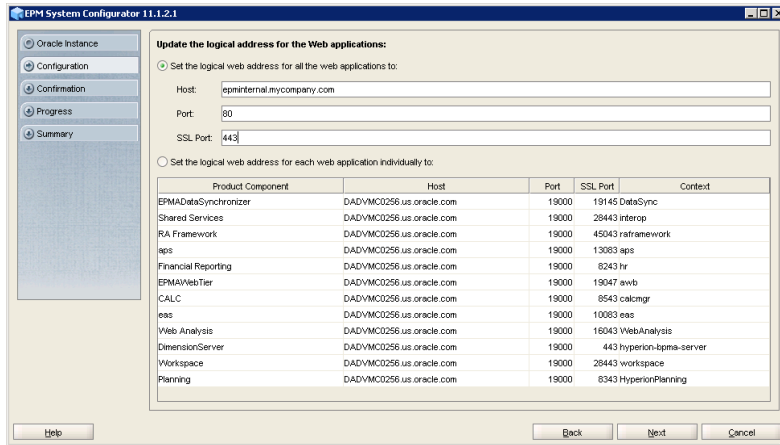 EPM System Configurator 11.1.2.1
Oracle Instance
Configuration
Confirmation
Progress
Summary
Update the logical address for the Web applications:
Set the logical web address for all the web applications to:
Host: epminternal.mycompany.com
Port: 80
SSL Port: 443
Set the logical web address for each web application individually to:
Product Component Host Port SSL Port Context
EPMADataSynchronizer DADVMC0256.us.oracle.com 19000 19145 DataSync
Shared Services DADVMC0256.us.oracle.com 19000 28443 interop
RA Framework DADVMC0256.us.oracle.com 19000 45043 raframework
aps DADVMC0256.us.oracle.com 19000 13083 aps
Financial Reporting DADVMC0256.us.oracle.com 19000 8243 hr
EPMAWebTier DADVMC0256.us.oracle.com 19000 19047 awb
CALC DADVMC0256.us.oracle.com 19000 8543 calcmgr
eas DADVMC0256.us.oracle.com 19000 10083 eas
Web Analysis DADVMC0256.us.oracle.com 19000 16043 WebAnalysis
DimensionServer DADVMC0256.us.oracle.com 19000 443 hyperion-bpma-server
Workspace DADVMC0256.us.oracle.com 19000 28443 workspace
Planning DADVMC0256.us.oracle.com 19000 8343 HyperionPlanning
Help Back Next Cancel